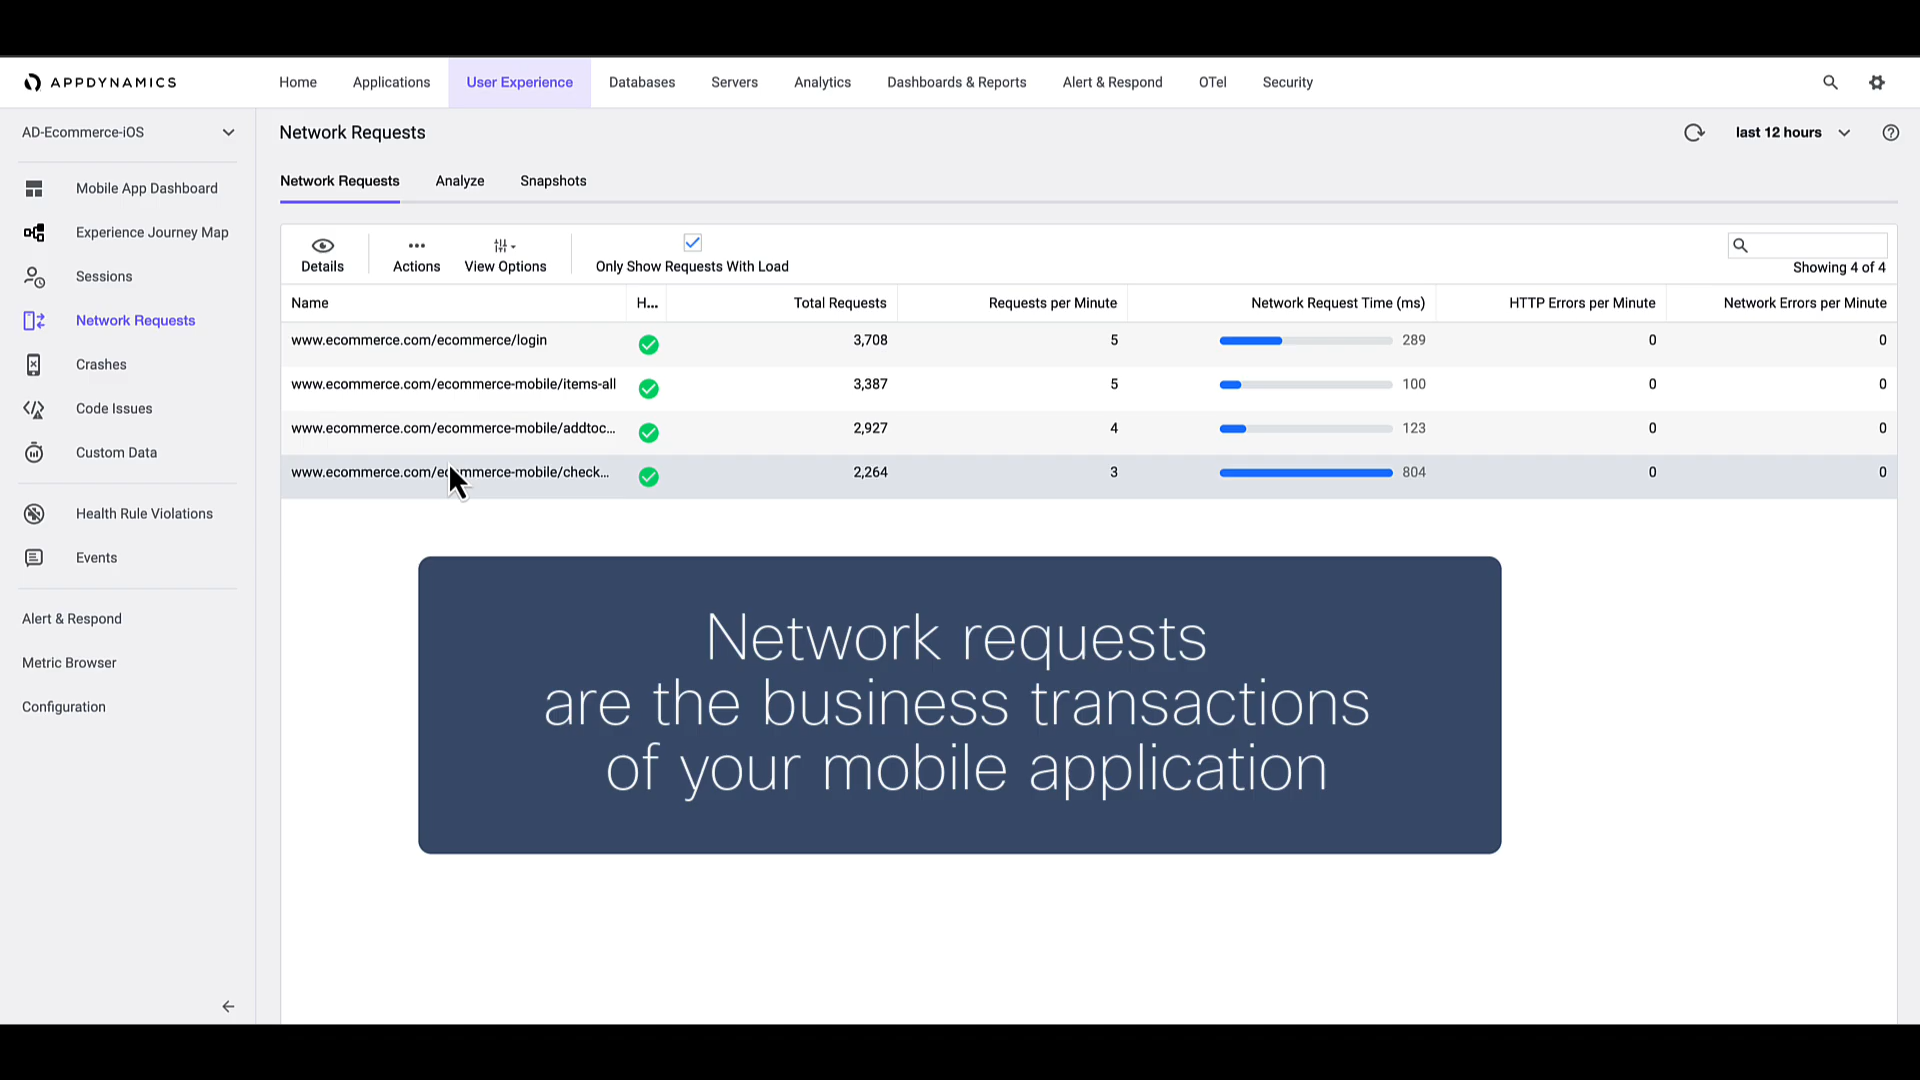 APPDYNAMICS
Home Applications User Experience Databases Servers Analytics Dashboards & Reports Alert & Respond OTel Security
AD-Ecommerce-iOS
Network Requests
last 12 hours
Mobile App Dashboard
Experience Journey Map
Sessions
Network Requests
Crashes
Code Issues
Custom Data
Health Rule Violations
Events
Alert & Respond
Metric Browser
Configuration
Network Requests Analyze Snapshots
Details Actions View Options Only Show Requests With Load
Showing 4 of 4
Name H... Total Requests Requests per Minute Network Request Time (ms) HTTP Errors per Minute Network Errors per Minute
www.ecommerce.com/ecommerce/login 3,708 5 289 0 0
www.ecommerce.com/ecommerce-mobile/items-all 3,387 5 100 0 0
www.ecommerce.com/ecommerce-mobile/addtoc... 2,927 4 123 0 0
www.ecommerce.com/ecommerce-mobile/check... 2,264 3 804 0 0
Network requests
are the business transactions
of your mobile application